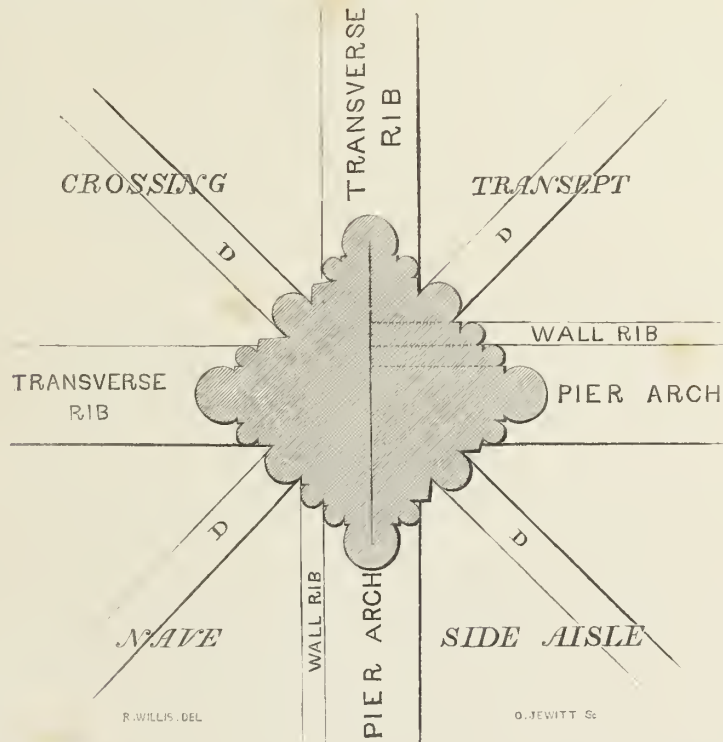 TRANSVERSE
RIB
CROSSING
TRANSEPT
D
D
WALL RIB
TRANSVERSE
RIB
PIER ARCH
D
D
NAVE
WALL RIB
PIER ARCH
SIDE AISLE
R. WILLIS. DEL
O. JEWITT Sc